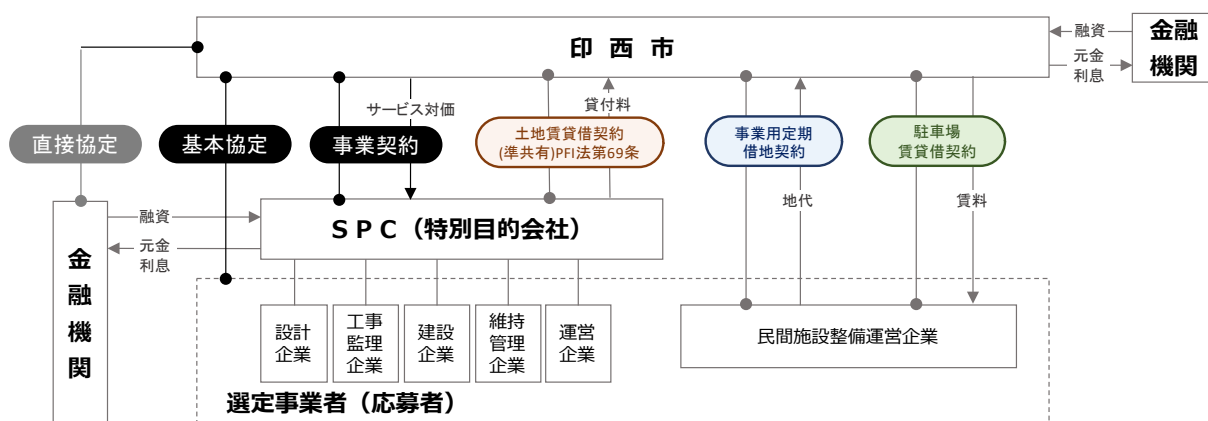 印西市
融資
元金
利息
金融
機関
サービス対価
貸付料
直接協定
基本協定
事業契約
土地賃貸借契約
(準共有)PFI法第69条
事業用定期
借地契約
駐車場
賃貸借契約
地代
賃料
融資
元金
利息
金融機関
SPC（特別目的会社）
設計
企業
工事
監理
企業
建設
企業
維持
管理
企業
運営
企業
民間施設整備運営企業
選定事業者（応募者）